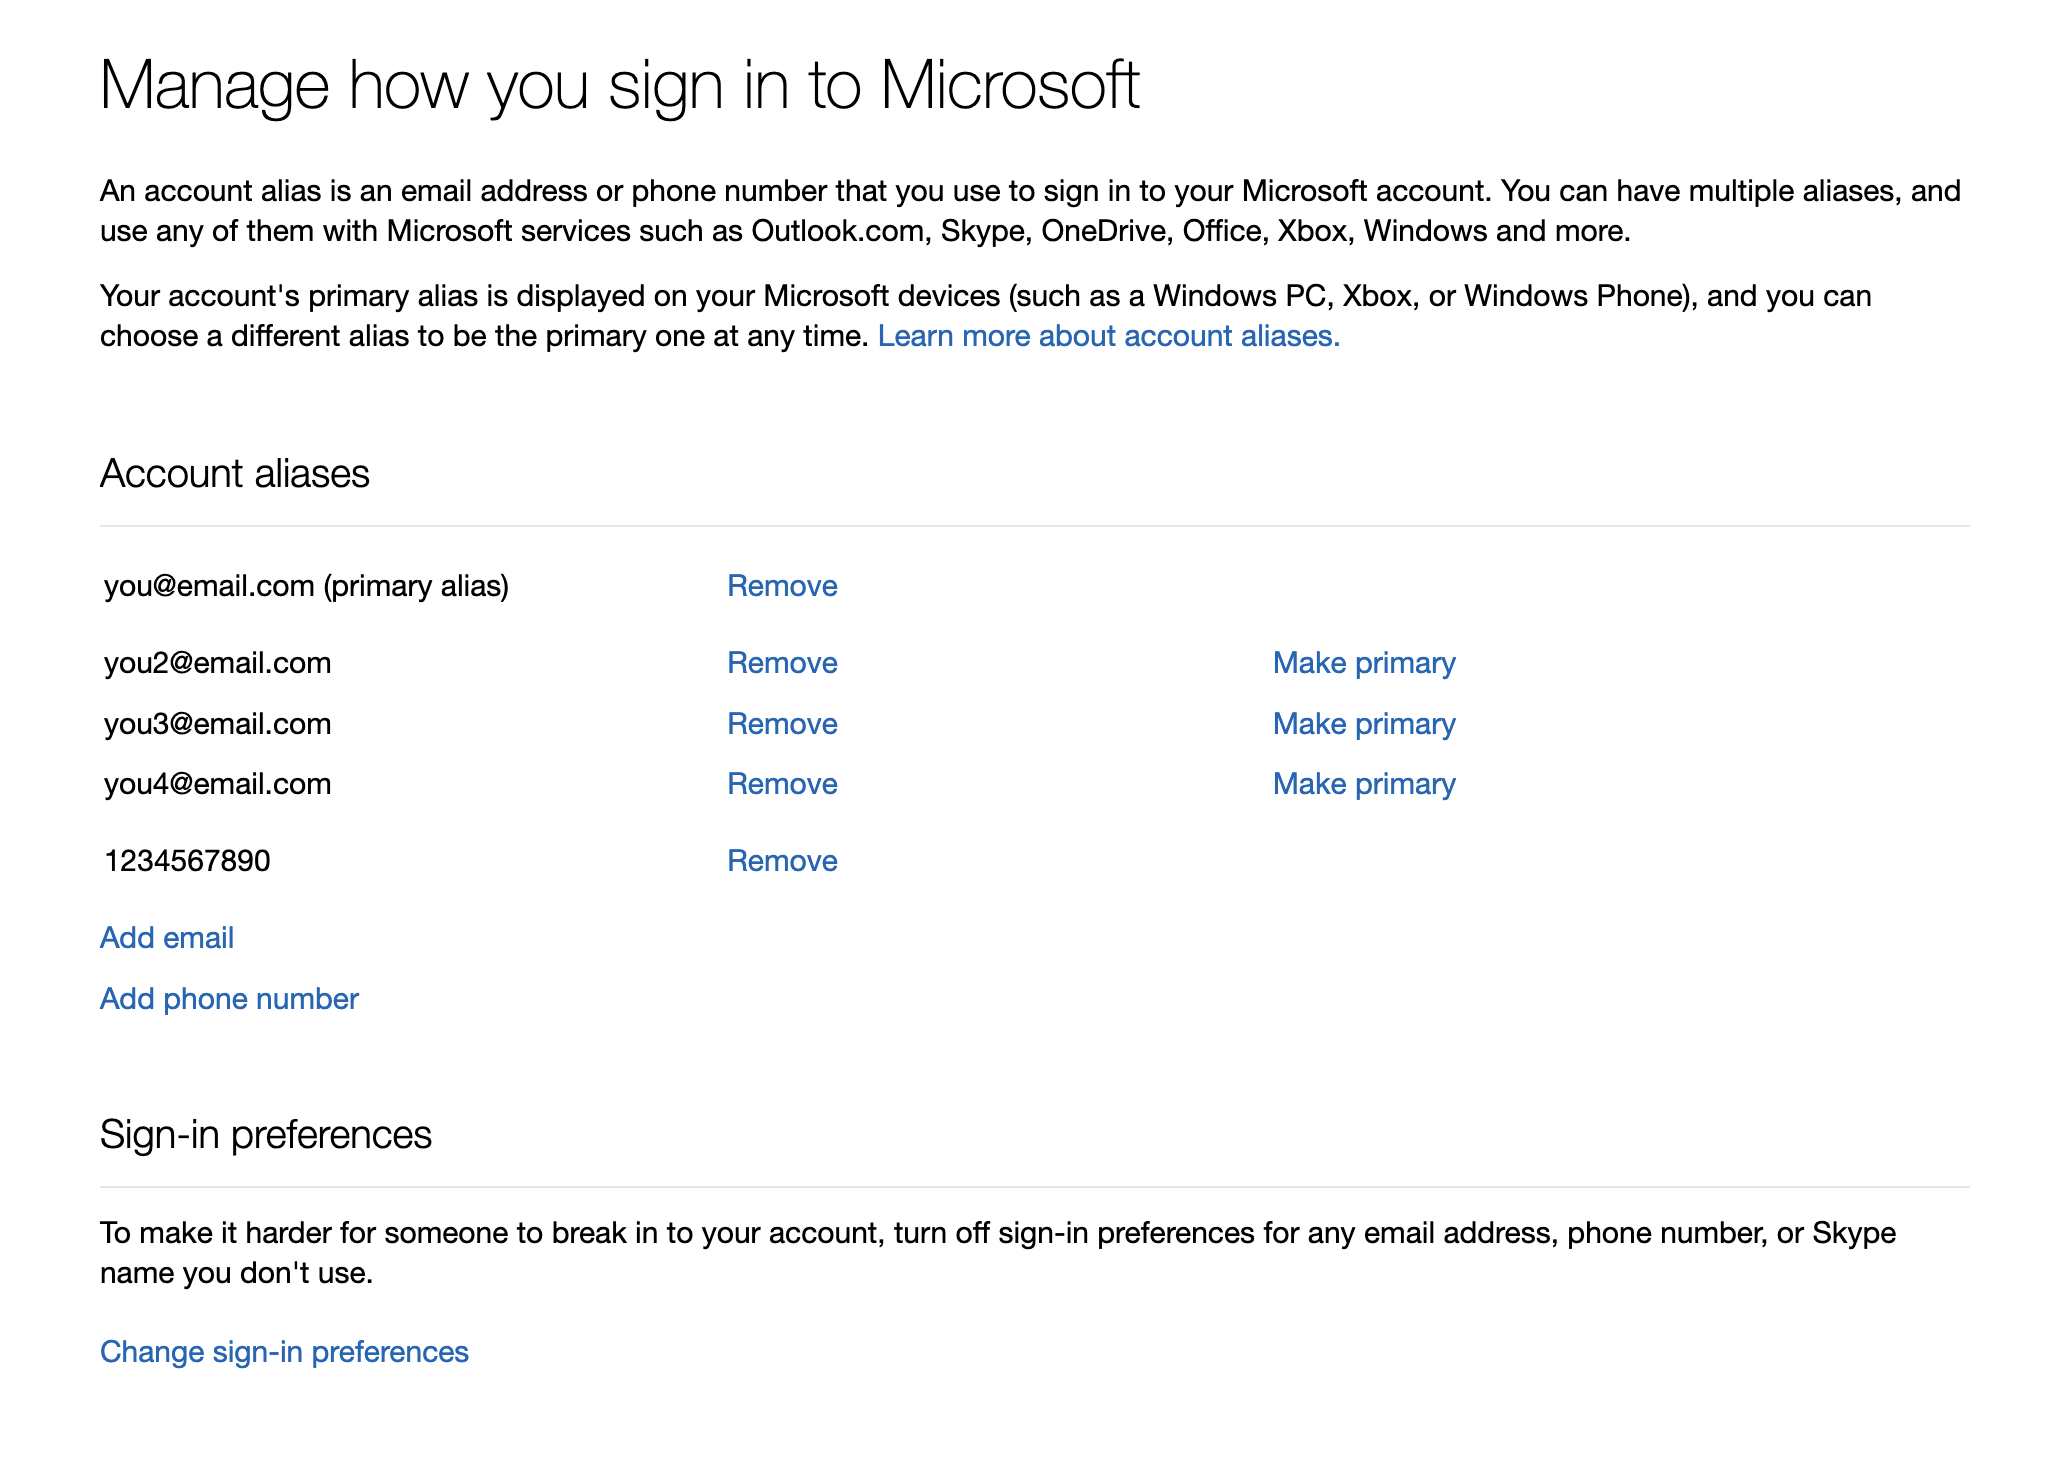 Manage how you sign in to Microsoft
An account alias is an email address or phone number that you use to sign in to your Microsoft account. You can have multiple aliases, and
use any of them with Microsoft services such as Outlook.com, Skype, OneDrive, Office, Xbox, Windows and more.
Your account's primary alias is displayed on your Microsoft devices (such as a Windows PC, Xbox, or Windows Phone), and you can
choose a different alias to be the primary one at any time. Learn more about account aliases.
Account aliases
you@email.com (primary alias) Remove
you2@email.com Remove Make primary
you3@email.com Remove Make primary
you4@email.com Remove Make primary
1234567890 Remove
Add email
Add phone number
Sign-in preferences
To make it harder for someone to break in to your account, turn off sign-in preferences for any email address, phone number, or Skype
name you don't use.
Change sign-in preferences